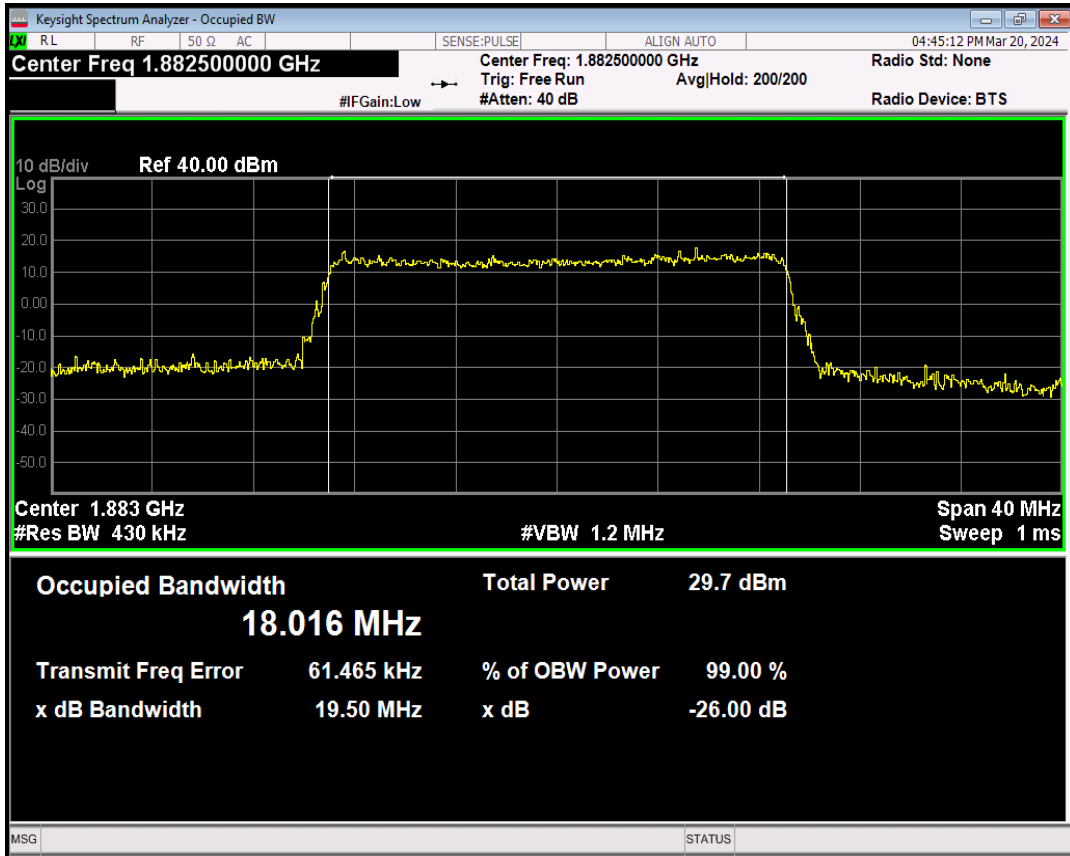 Keysight Spectrum Analyzer - Occupied BW
LXI RL RF 50 Ω AC SENSE:PULSE ALIGN AUTO 04:45:12 PM Mar 20, 2024
Center Freq 1.882500000 GHz Center Freq: 1.882500000 GHz Radio Std: None
Trig: Free Run Avg|Hold: 200/200
#IFGain:Low #Atten: 40 dB Radio Device: BTS
10 dB/div Ref 40.00 dBm
Log
30.0
20.0
10.0
0.00
-10.0
-20.0
-30.0
-40.0
-50.0
Center 1.883 GHz Span 40 MHz
#Res BW 430 kHz #VBW 1.2 MHz Sweep 1 ms
Occupied Bandwidth Total Power 29.7 dBm
18.016 MHz
Transmit Freq Error 61.465 kHz % of OBW Power 99.00 %
x dB Bandwidth 19.50 MHz x dB -26.00 dB
MSG STATUS